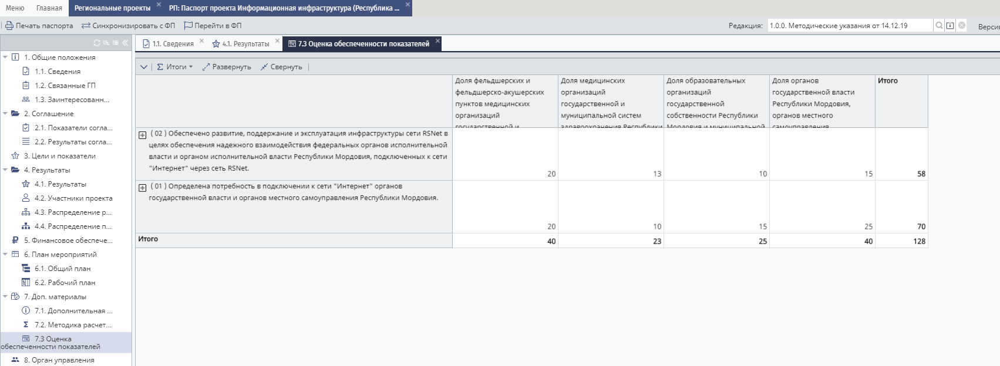 Меню Главная Региональные проекты РП: Паспорт проекта Информационная инфраструктура (Республика ...
Печать паспорта Синхронизировать с ФП Перейти в ФП Редакция: 1.0.0. Методические указания от 14.12.19
1.1. Сведения 4.1. Результаты 7.3 Оценка обеспеченности показателей
1. Общие положения
1.1. Сведения
1.2. Связанные ГП
1.3. Заинтересованн...
2. Соглашение
2.1. Показатели согла...
2.2. Результаты согла...
3. Цели и показатели
4. Результаты
4.1. Результаты
4.2. Участники проекта
4.3. Распределение р...
4.4. Распределение п...
5. Финансовое обеспече...
6. План мероприятий
6.1. Общий план
6.2. Рабочий план
7. Доп. материалы
7.1. Дополнительная ...
7.2. Методика расчет...
7.3 Оценка
обеспеченности показателей
8. Орган управления
Итоги Развернуть Свернуть
Доля фельдшерских и
фельдшерско-акушерских
пунктов медицинских
организаций
государственной и
Доля медицинских
организаций
государственной и
муниципальной систем
здравоохранения Республики
Доля образовательных
организаций
государственной
собственности Республики
Мордовия и муниципальной
Доля органов
государственной власти
Республики Мордовия,
органов местного
самоуправления
Итого
( 02 ) Обеспечено развитие, поддержание и эксплуатация инфраструктуры сети RSNet в
целях обеспечения надежного взаимодействия федеральных органов исполнительной
власти и органом исполнительной власти Республики Мордовия, подключенных к сети
"Интернет" через сеть RSNet.
20 13 10 15 58
( 01 ) Определена потребность в подключении к сети "Интернет" органов
государственной власти и органов местного самоуправления Республики Мордовия.
20 10 15 25 70
Итого 40 23 25 40 128